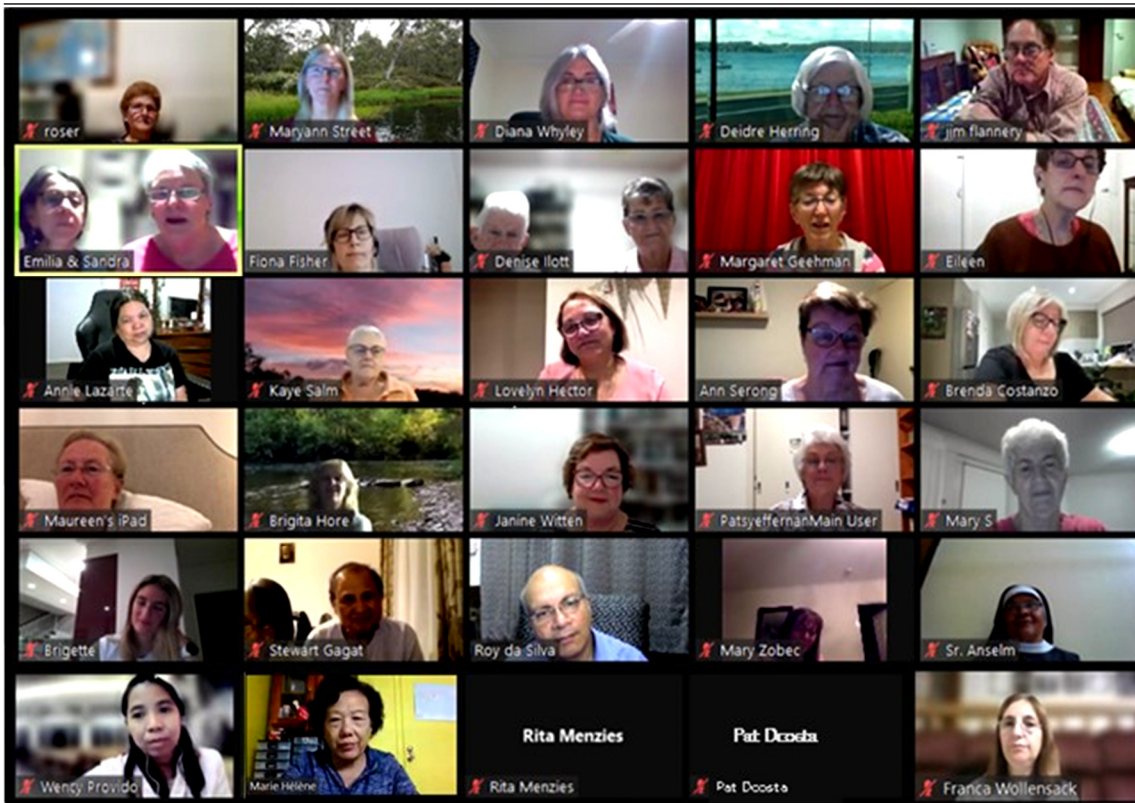 roser
Maryann Street
Diana Whyley
Deidre Herring
jim flannery
Emilia & Sandra
Fiona Fisher
Denise Ilott
Margaret Geehman
Eileen
Annie Lazarte
Kaye Salm
Lovelyn Hector
Ann Serong
Brenda Costanzo
Maureen's iPad
Brigita Hore
Janine Witten
PatsyeffernanMain User
Mary S
Brigette
Stewart Gagat
Roy da Silva
Mary Zobec
Sr. Anselm
Wency Provido
Marie Hélène
Rita Menzies
Rita Menzies
Pat Dcosta
Pat Dcosta
Franca Wollensack